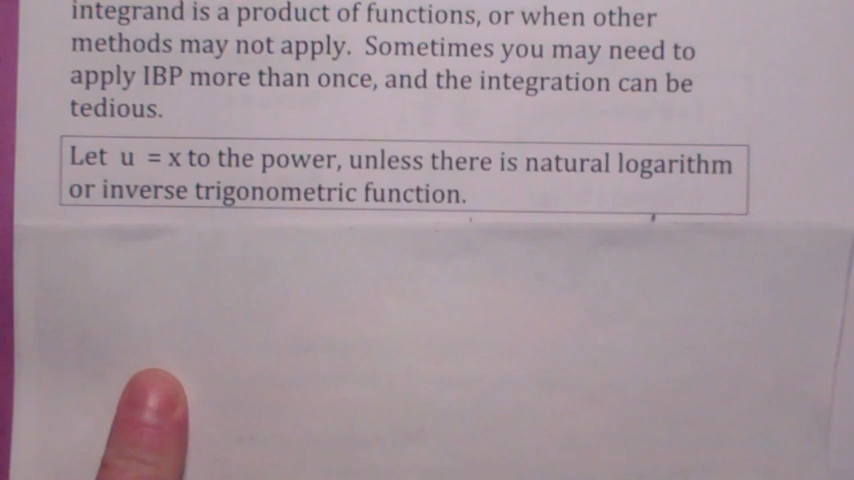 integrand is a product of functions, or when other
methods may not apply. Sometimes you may need to
apply IBP more than once, and the integration can be
tedious.
Let u = x to the power, unless there is natural logarithm
or inverse trigonometric function.